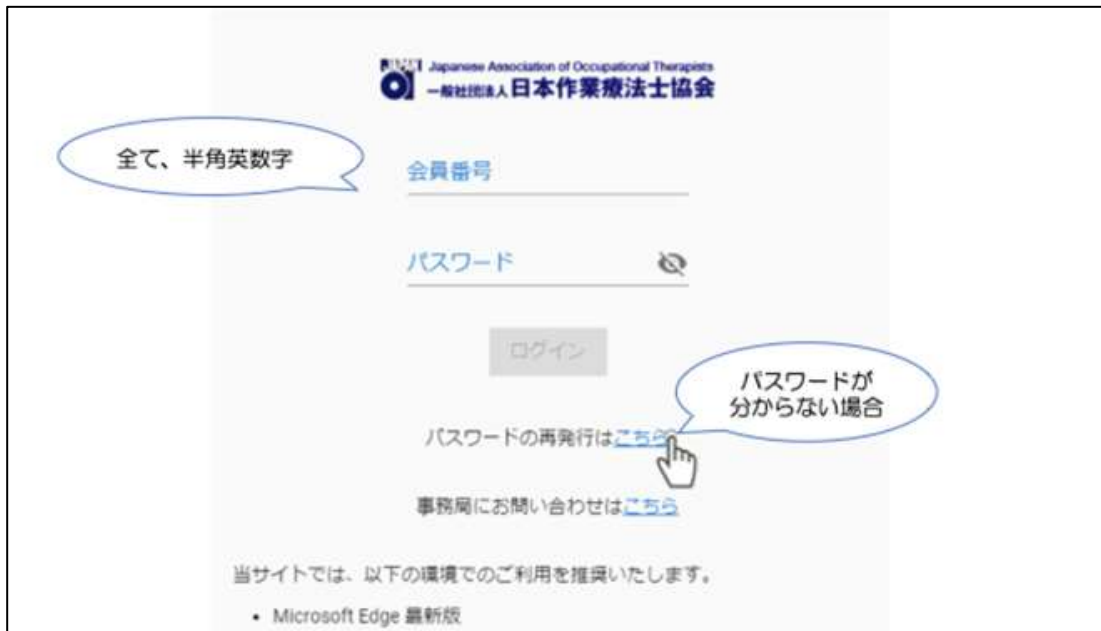 JAPAN
Japanese Association of Occupational Therapists
一般社団法人日本作業療法士協会
全て、半角英数字
会員番号
パスワード
ログイン
パスワードが
分からない場合
パスワードの再発行はこちら
事務局にお問い合わせはこちら
当サイトでは、以下の環境でのご利用を推奨いたします。
• Microsoft Edge 最新版